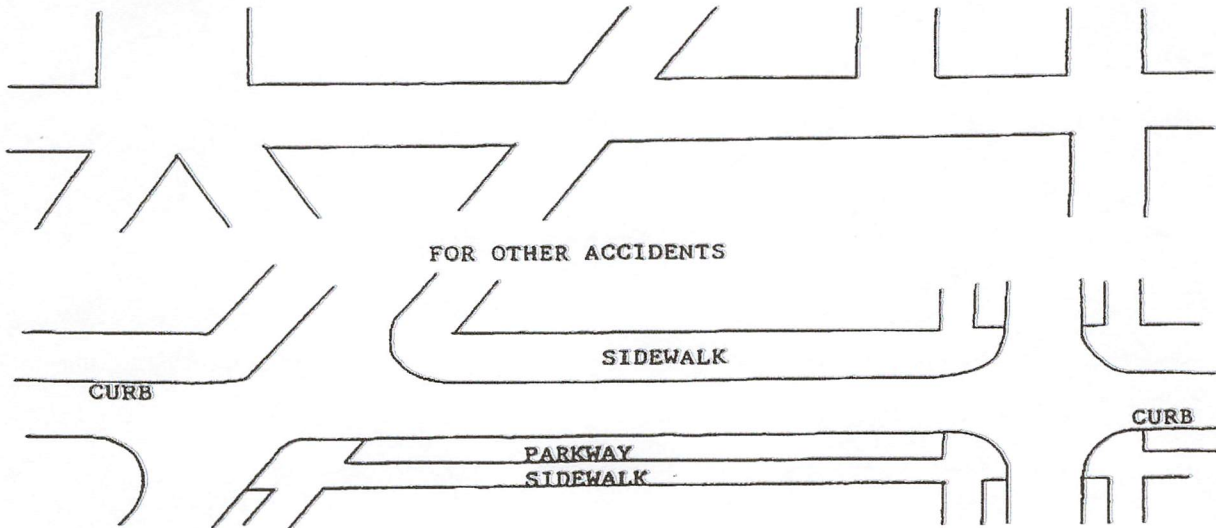 FOR OTHER ACCIDENTS
SIDEWALK
CURB
CURB
PARKWAY
SIDEWALK